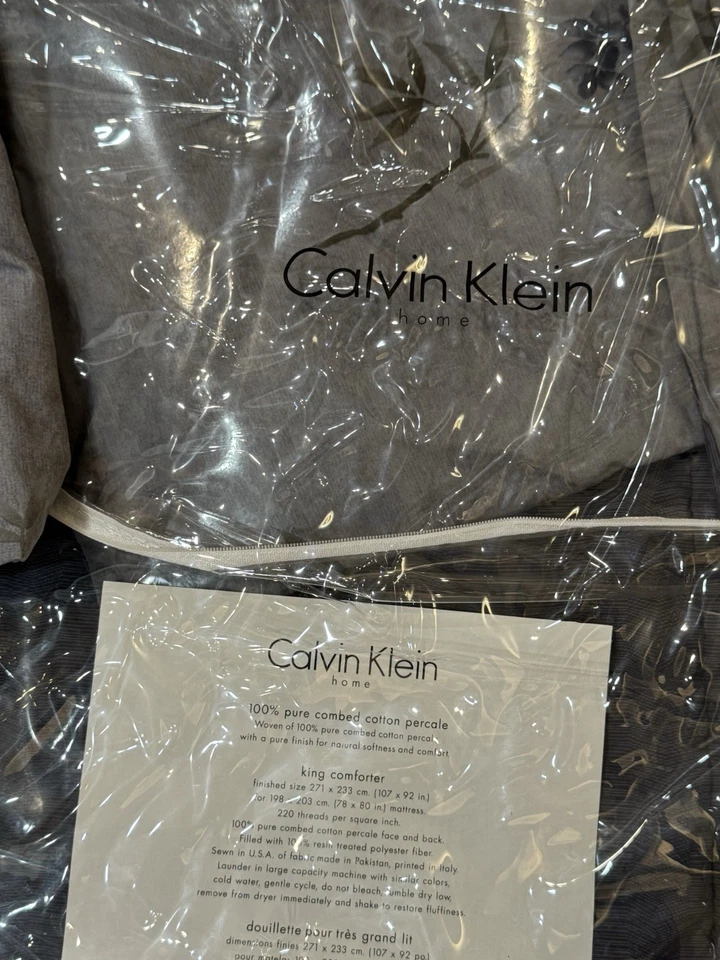 Calvin Klein
home
Calvin Klein
home
100% pure combed cotton percale
Woven of 100% pure combed cotton percal
with a pure finish for natural softness and comfort.
king comforter
finished size 271 x 233 cm. (107 x 92 in.)
for 198 x 203 cm. (78 x 80 in.) mattress.
220 threads per square inch.
100% pure combed cotton percale face and back.
Filled with 100% resin treated polyester fiber.
Sewn in U.S.A. of fabric made in Pakistan, printed in Italy.
Launder in large capacity machine with similar colors,
cold water, gentle cycle, do not bleach, tumble dry low,
remove from dryer immediately and shake to restore fluffiness.
douillette pour très grand lit
dimensions finies 271 x 233 cm. (107 x 92 po.)
pour matelas